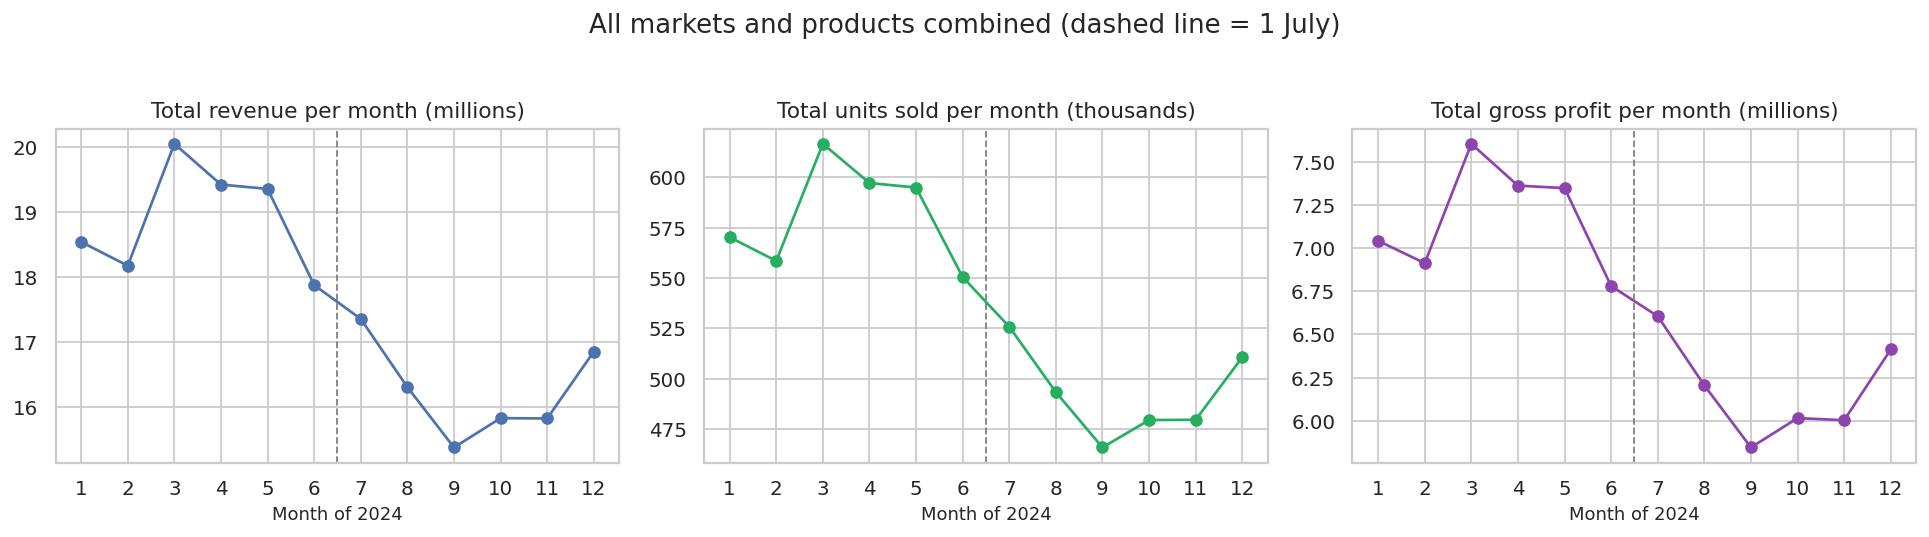 All markets and products combined (dashed line = 1 July)
Total revenue per month (millions)
20
19
18
17
16
1 2 3 4 5 6 7 8 9 10 11 12
Month of 2024
Total units sold per month (thousands)
600
575
550
525
500
475
1 2 3 4 5 6 7 8 9 10 11 12
Month of 2024
Total gross profit per month (millions)
7.50
7.25
7.00
6.75
6.50
6.25
6.00
1 2 3 4 5 6 7 8 9 10 11 12
Month of 2024